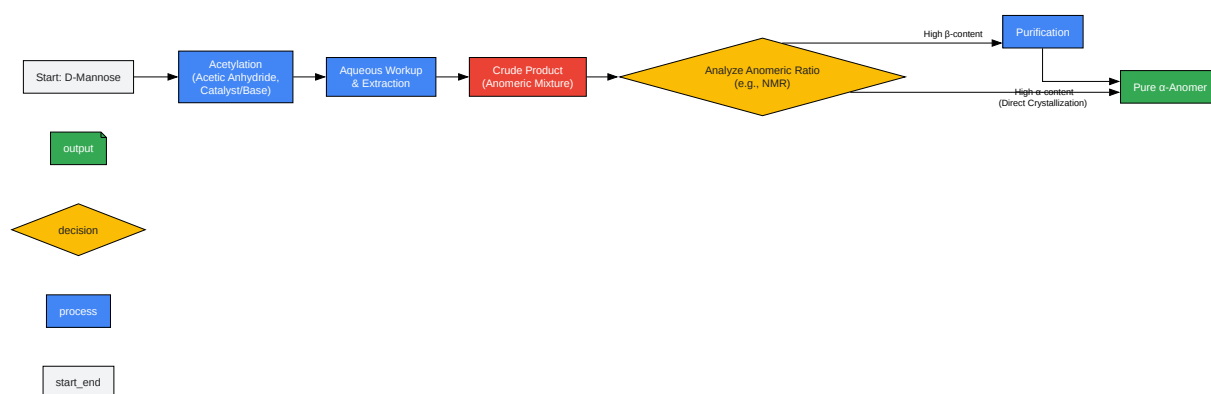 Start: D-Mannose
Acetylation
(Acetic Anhydride,
Catalyst/Base)
Aqueous Workup
& Extraction
Crude Product
(Anomeric Mixture)
Analyze Anomeric Ratio
(e.g., NMR)
High β-content
Purification
High α-content
(Direct Crystallization)
Pure α-Anomer
output
decision
process
start_end